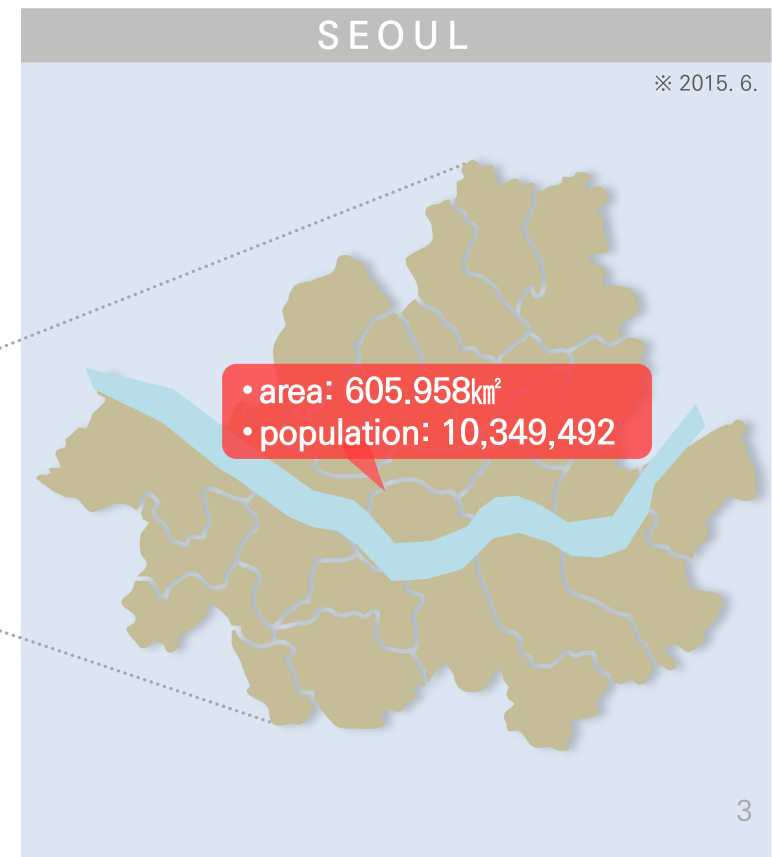 SEOUL
※ 2015. 6.
• area: 605.958㎢
• population: 10,349,492
3